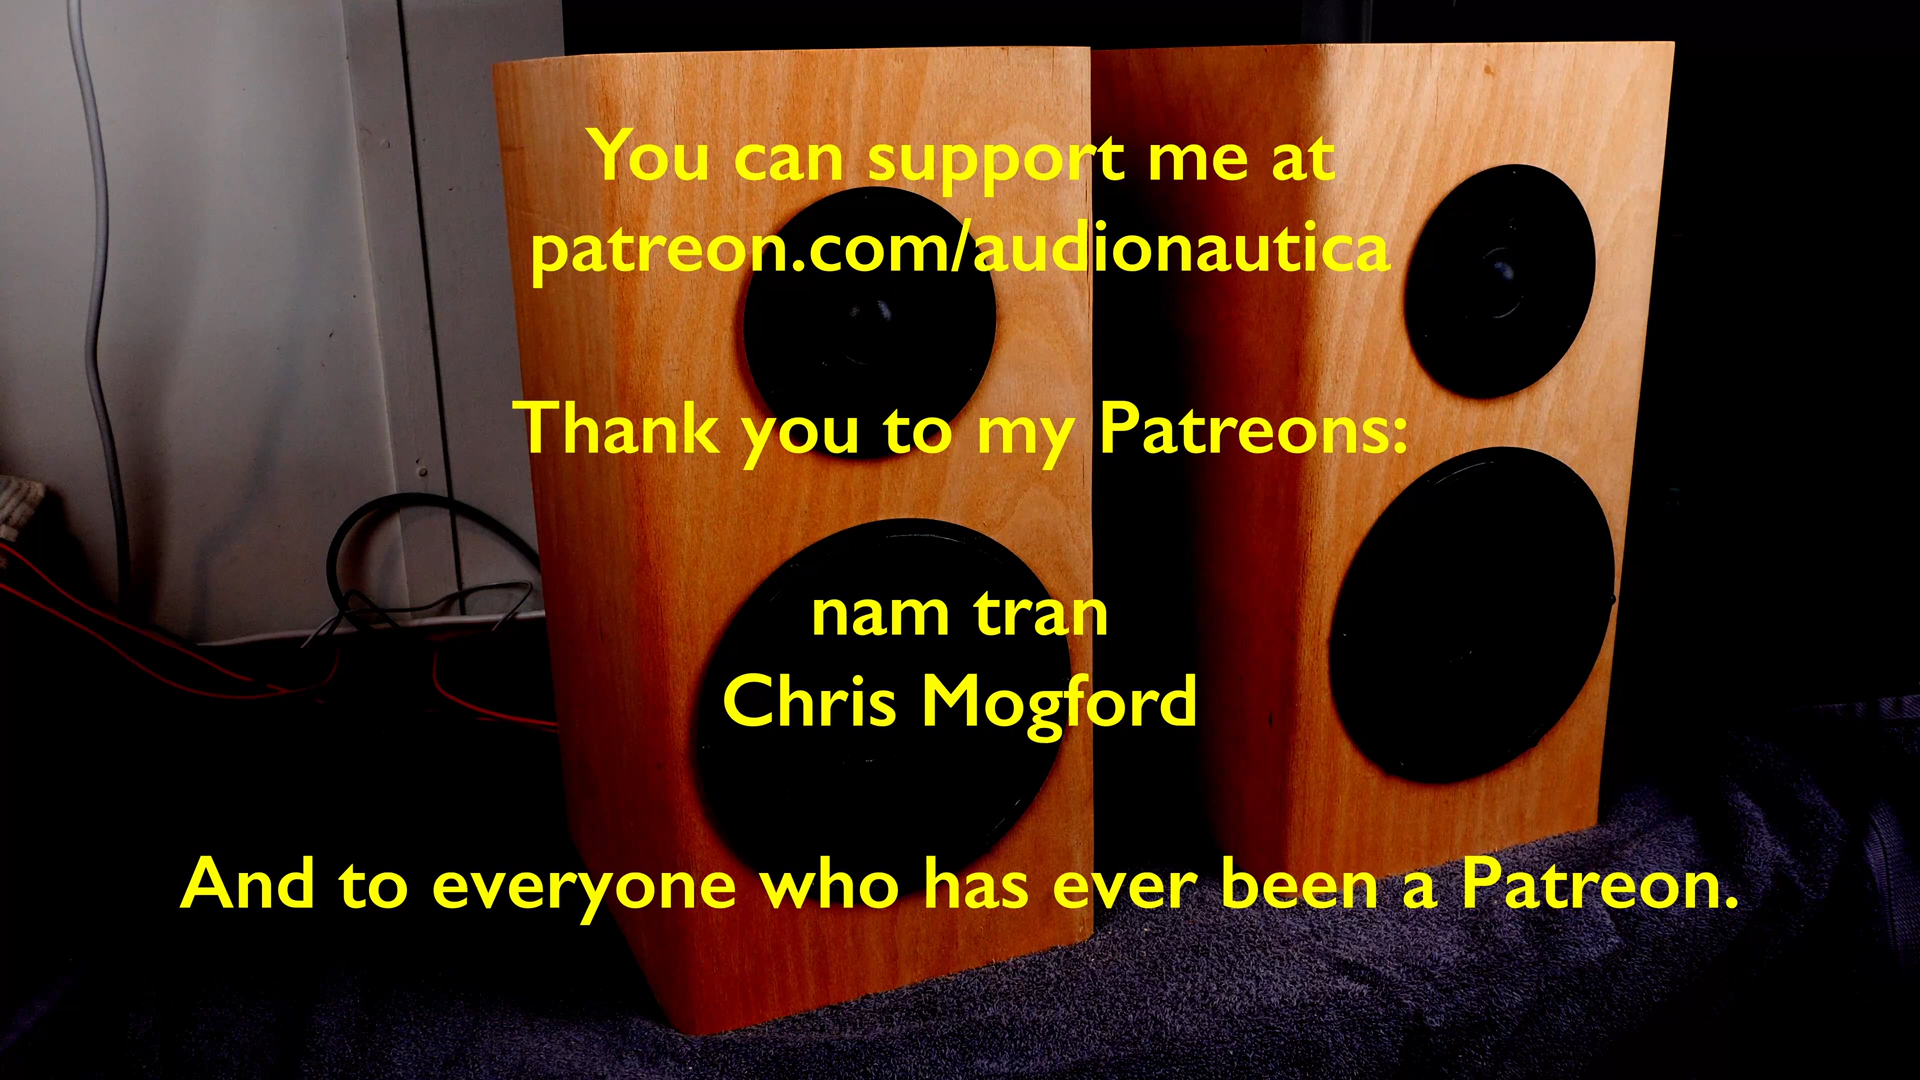 You can support me at
patreon.com/audionautica
Thank you to my Patreons:
nam tran
Chris Mogford
And to everyone who has ever been a Patreon.